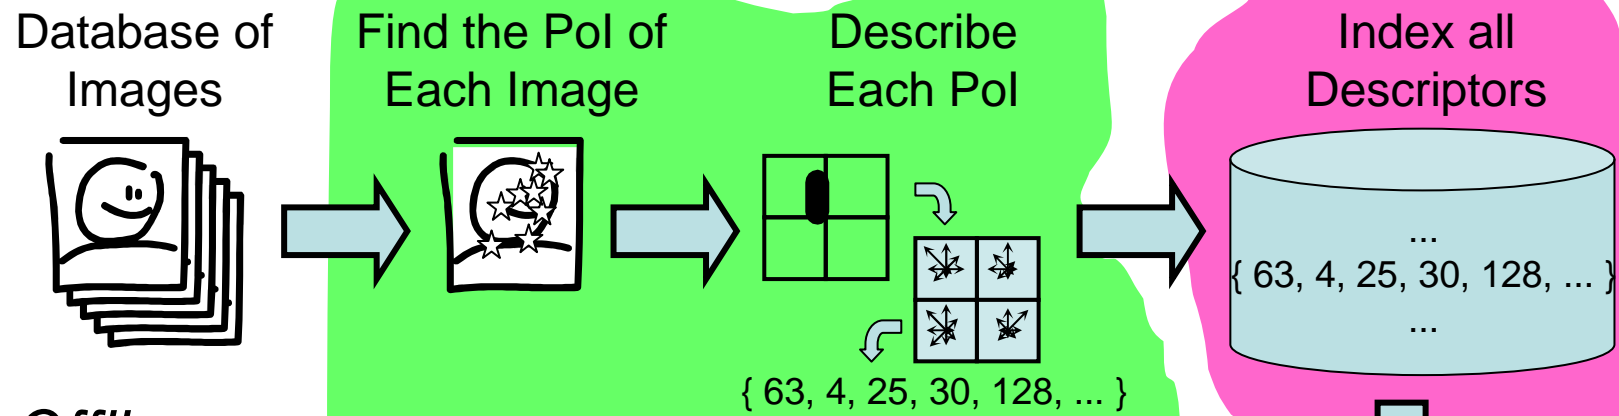 Database of
Images
Find the PoI of
Each Image
Describe
Each PoI
Index all
Descriptors
...
{ 63, 4, 25, 30, 128, ... }
...
{ 63, 4, 25, 30, 128, ... }